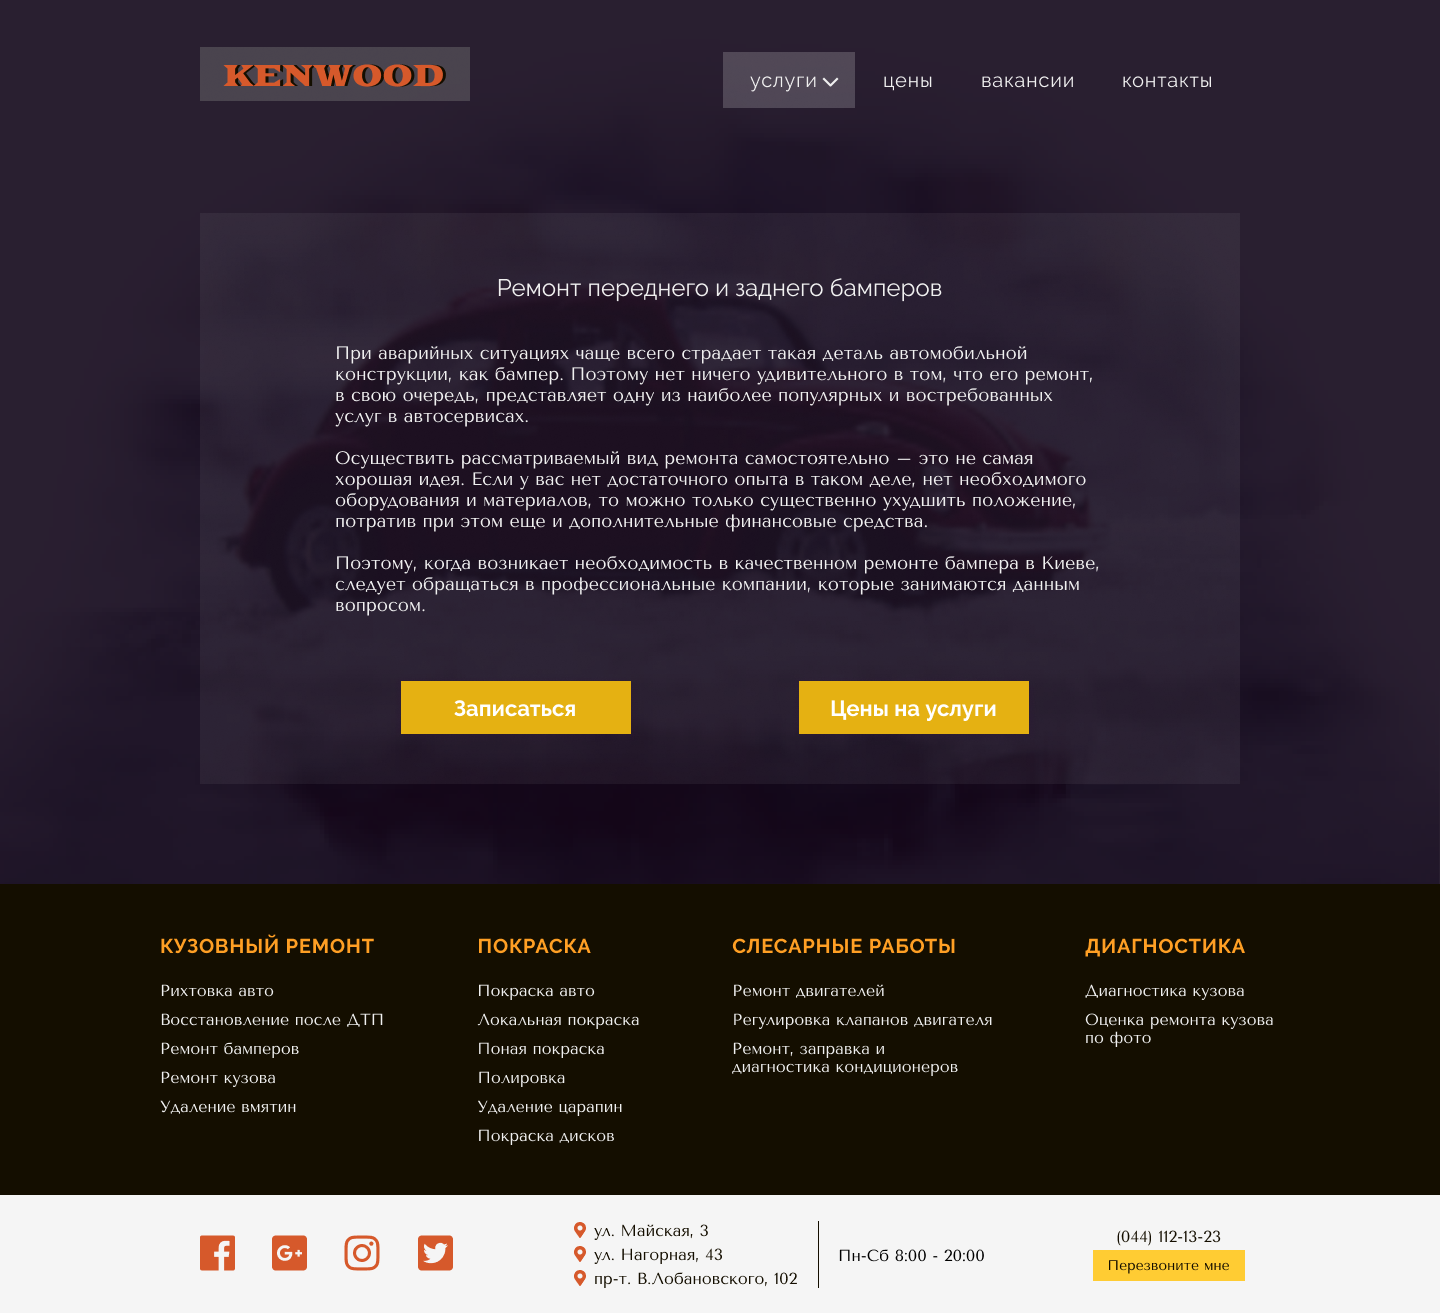 KENWOOD
услуги цены вакансии контакты
Ремонт переднего и заднего бамперов
При аварийных ситуациях чаще всего страдает такая деталь автомобильной
конструкции, как бампер. Поэтому нет ничего удивительного в том, что его ремонт,
в свою очередь, представляет одну из наиболее популярных и востребованных
услуг в автосервисах.
Осуществить рассматриваемый вид ремонта самостоятельно – это не самая
хорошая идея. Если у вас нет достаточного опыта в таком деле, нет необходимого
оборудования и материалов, то можно только существенно ухудшить положение,
потратив при этом еще и дополнительные финансовые средства.
Поэтому, когда возникает необходимость в качественном ремонте бампера в Киеве,
следует обращаться в профессиональные компании, которые занимаются данным
вопросом.
Записаться
Цены на услуги
КУЗОВНЫЙ РЕМОНТ
Рихтовка авто
Восстановление после ДТП
Ремонт бамперов
Ремонт кузова
Удаление вмятин
ПОКРАСКА
Покраска авто
Локальная покраска
Поная покраска
Полировка
Удаление царапин
Покраска дисков
СЛЕСАРНЫЕ РАБОТЫ
Ремонт двигателей
Регулировка клапанов двигателя
Ремонт, заправка и
диагностика кондиционеров
ДИАГНОСТИКА
Диагностика кузова
Оценка ремонта кузова
по фото
ул. Майская, 3
ул. Нагорная, 43
пр-т. В.Лобановского, 102
Пн-Сб 8:00 - 20:00
(044) 112-13-23
Перезвоните мне